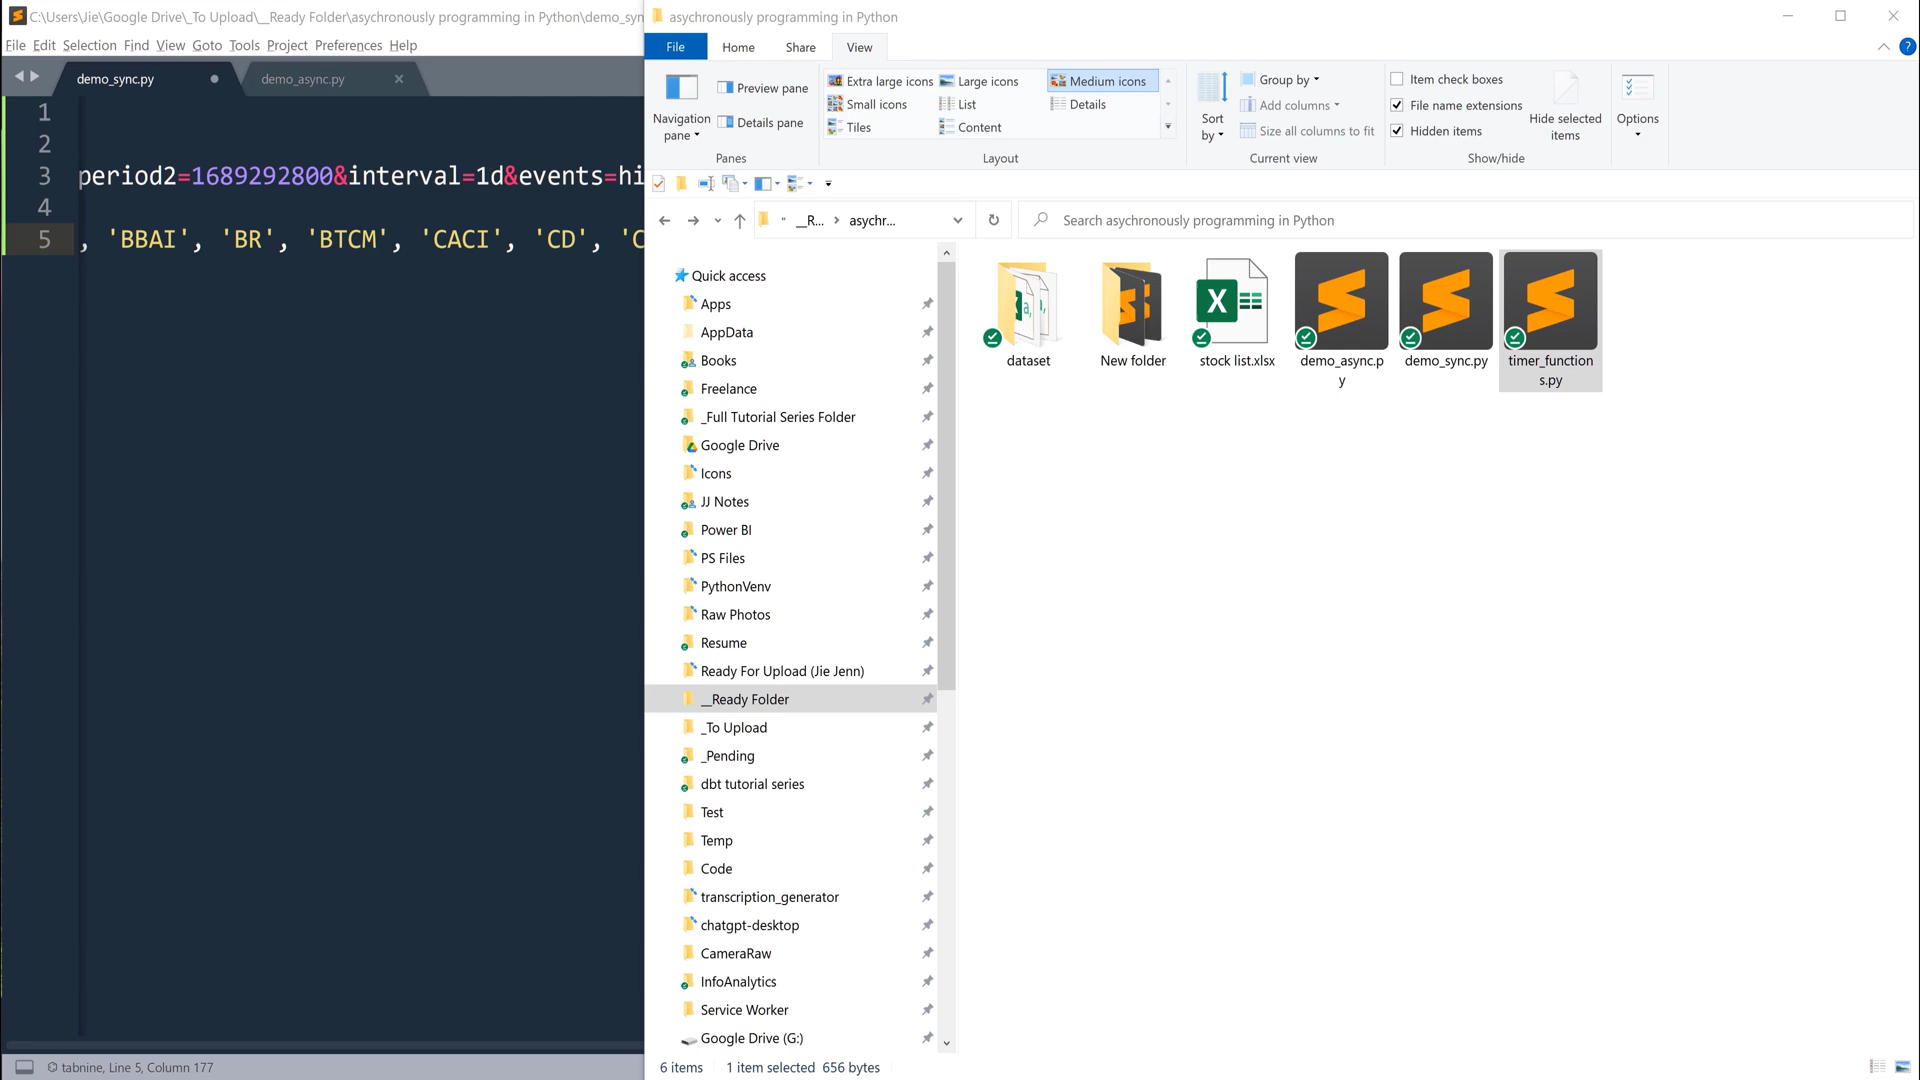 C:\Users\Jie\Google Drive\_To Upload\__Ready Folder\asychronously programming in Python\demo_syn
File Edit Selection Find View Goto Tools Project Preferences Help
demo_sync.py
demo_async.py
1
2
3 period2=1689292800&interval=1d&events=hi
4
5 , 'BBAI', 'BR', 'BTCM', 'CACI', 'CD', 'C
tabnine, Line 5, Column 177
asychronously programming in Python
File Home Share View
Navigation pane
Preview pane
Details pane
Panes
Extra large icons Large icons Medium icons
Small icons List Details
Tiles Content
Layout
Sort by
Group by
Add columns
Size all columns to fit
Current view
Item check boxes
File name extensions
Hidden items
Hide selected items
Show/hide
Options
__R... asychr...
Search asychronously programming in Python
Quick access
Apps
AppData
Books
Freelance
_Full Tutorial Series Folder
Google Drive
Icons
JJ Notes
Power BI
PS Files
PythonVenv
Raw Photos
Resume
Ready For Upload (Jie Jenn)
__Ready Folder
_To Upload
_Pending
dbt tutorial series
Test
Temp
Code
transcription_generator
chatgpt-desktop
CameraRaw
InfoAnalytics
Service Worker
Google Drive (G:)
dataset
New folder
stock list.xlsx
demo_async.p
y
demo_sync.py
timer_function
s.py
6 items 1 item selected 656 bytes